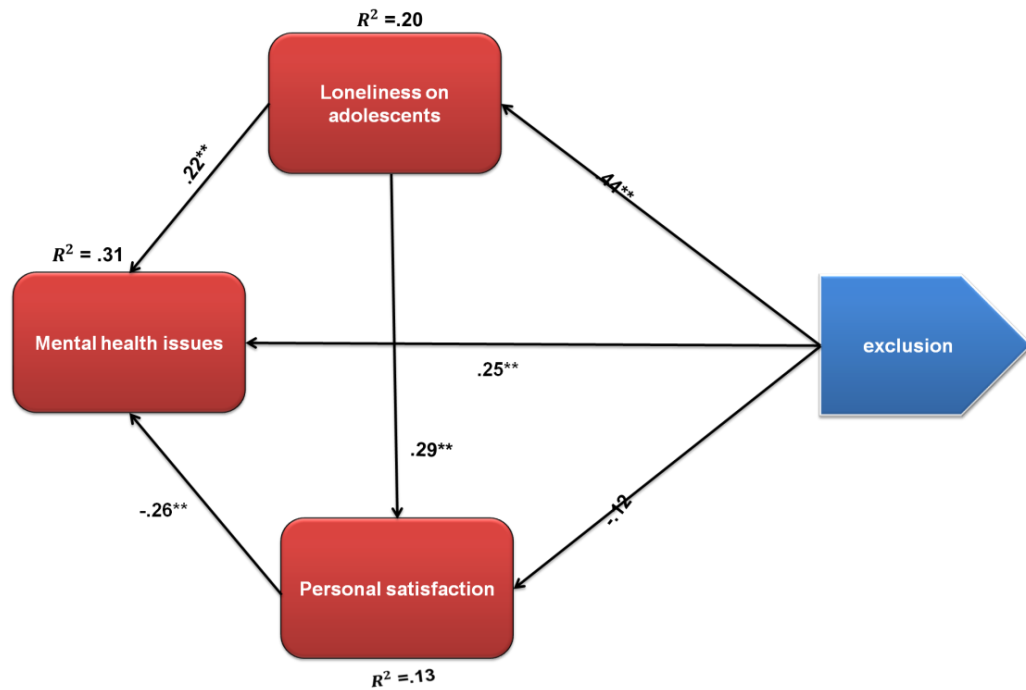 R² =.20
Loneliness on
adolescents
.22**
.44**
R² = .31
Mental health issues
exclusion
.25**
.29**
-.26**
-.12
Personal satisfaction
R² =.13